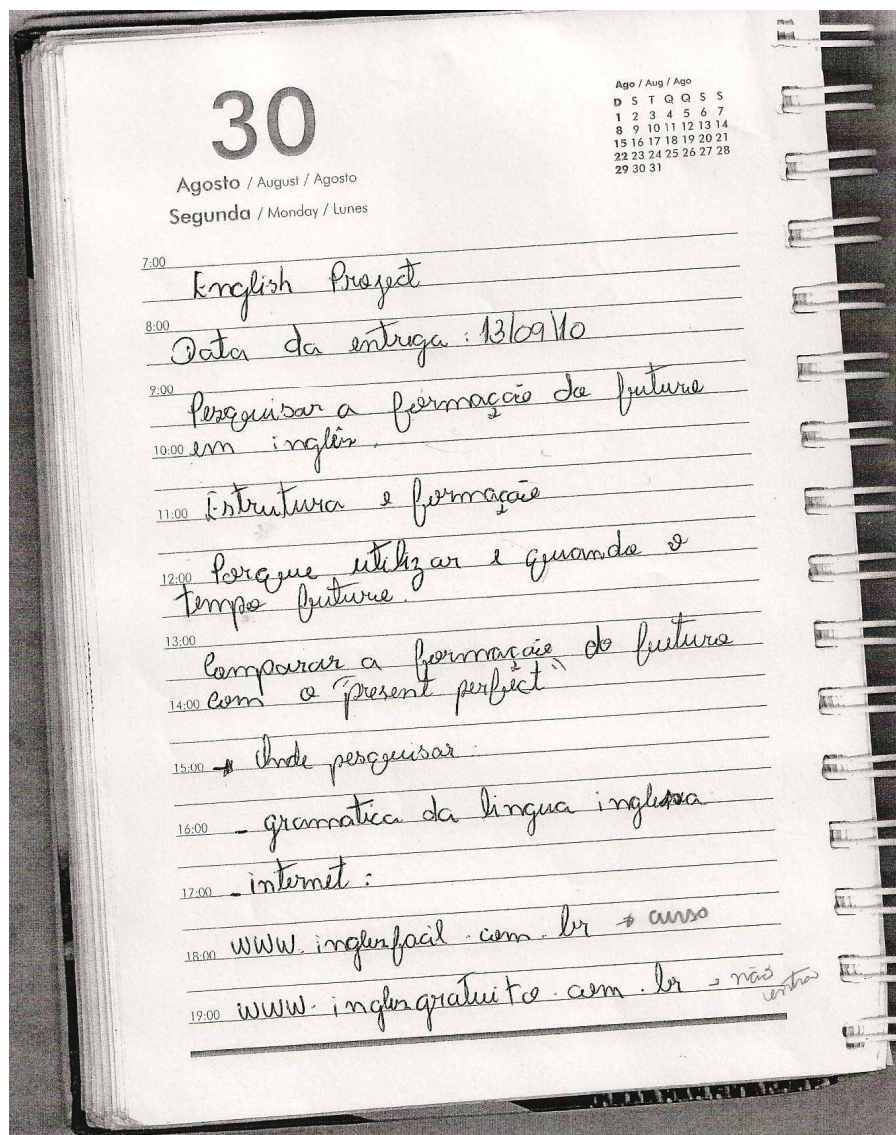 30
Agosto / August / Agosto
Segunda / Monday / Lunes
Ago / Aug / Ago
D S T Q Q S S
1 2 3 4 5 6 7
8 9 10 11 12 13 14
15 16 17 18 19 20 21
22 23 24 25 26 27 28
29 30 31
7:00
English Project
8:00
Data da entrega : 13/09/10
9:00
Pesquisar a formação do futuro
10:00 em inglês.
11:00 Estrutura e formação
12:00 Porque utilizar e quando o
tempo futuro.
13:00
Comparar a formação do futuro
14:00 com o "present perfect"
15:00 → Onde pesquisar:
16:00 - gramatica da lingua inglesa
17:00 - internet :
18:00 www.inglesfacil.com.br → curso
19:00 www.inglesgratuito.com.br → não
entra